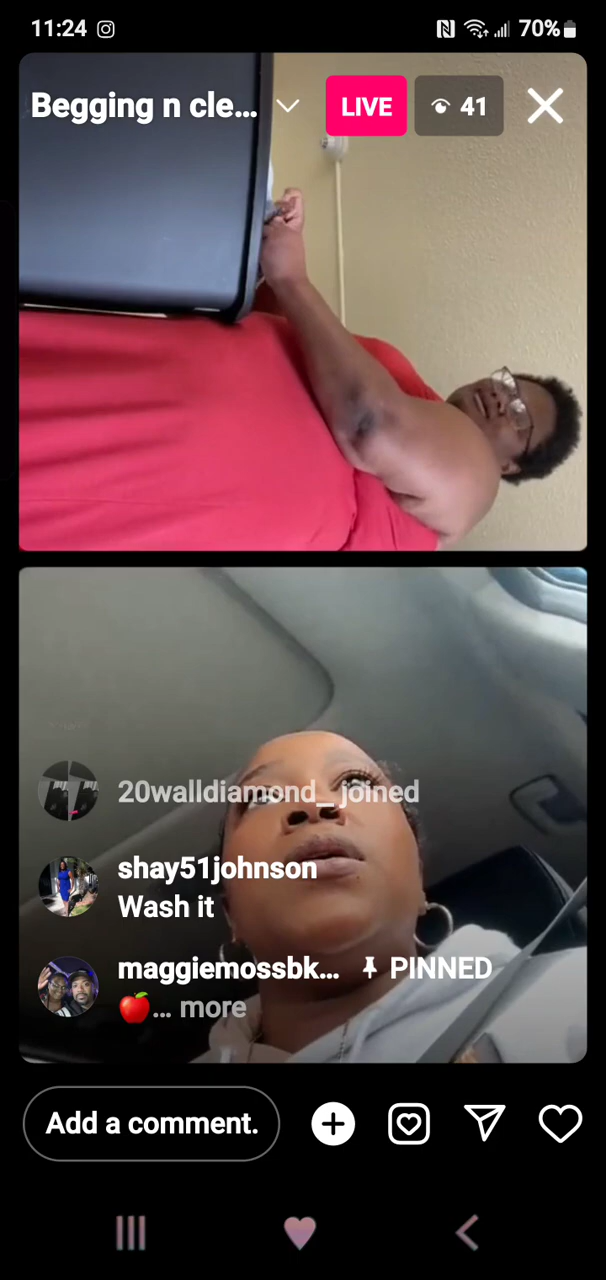 11:24
70%
Begging n cle...
LIVE
41
20walldiamond_ joined
shay51johnson
Wash it
maggiemossbk... PINNED
🍎... more
Add a comment.